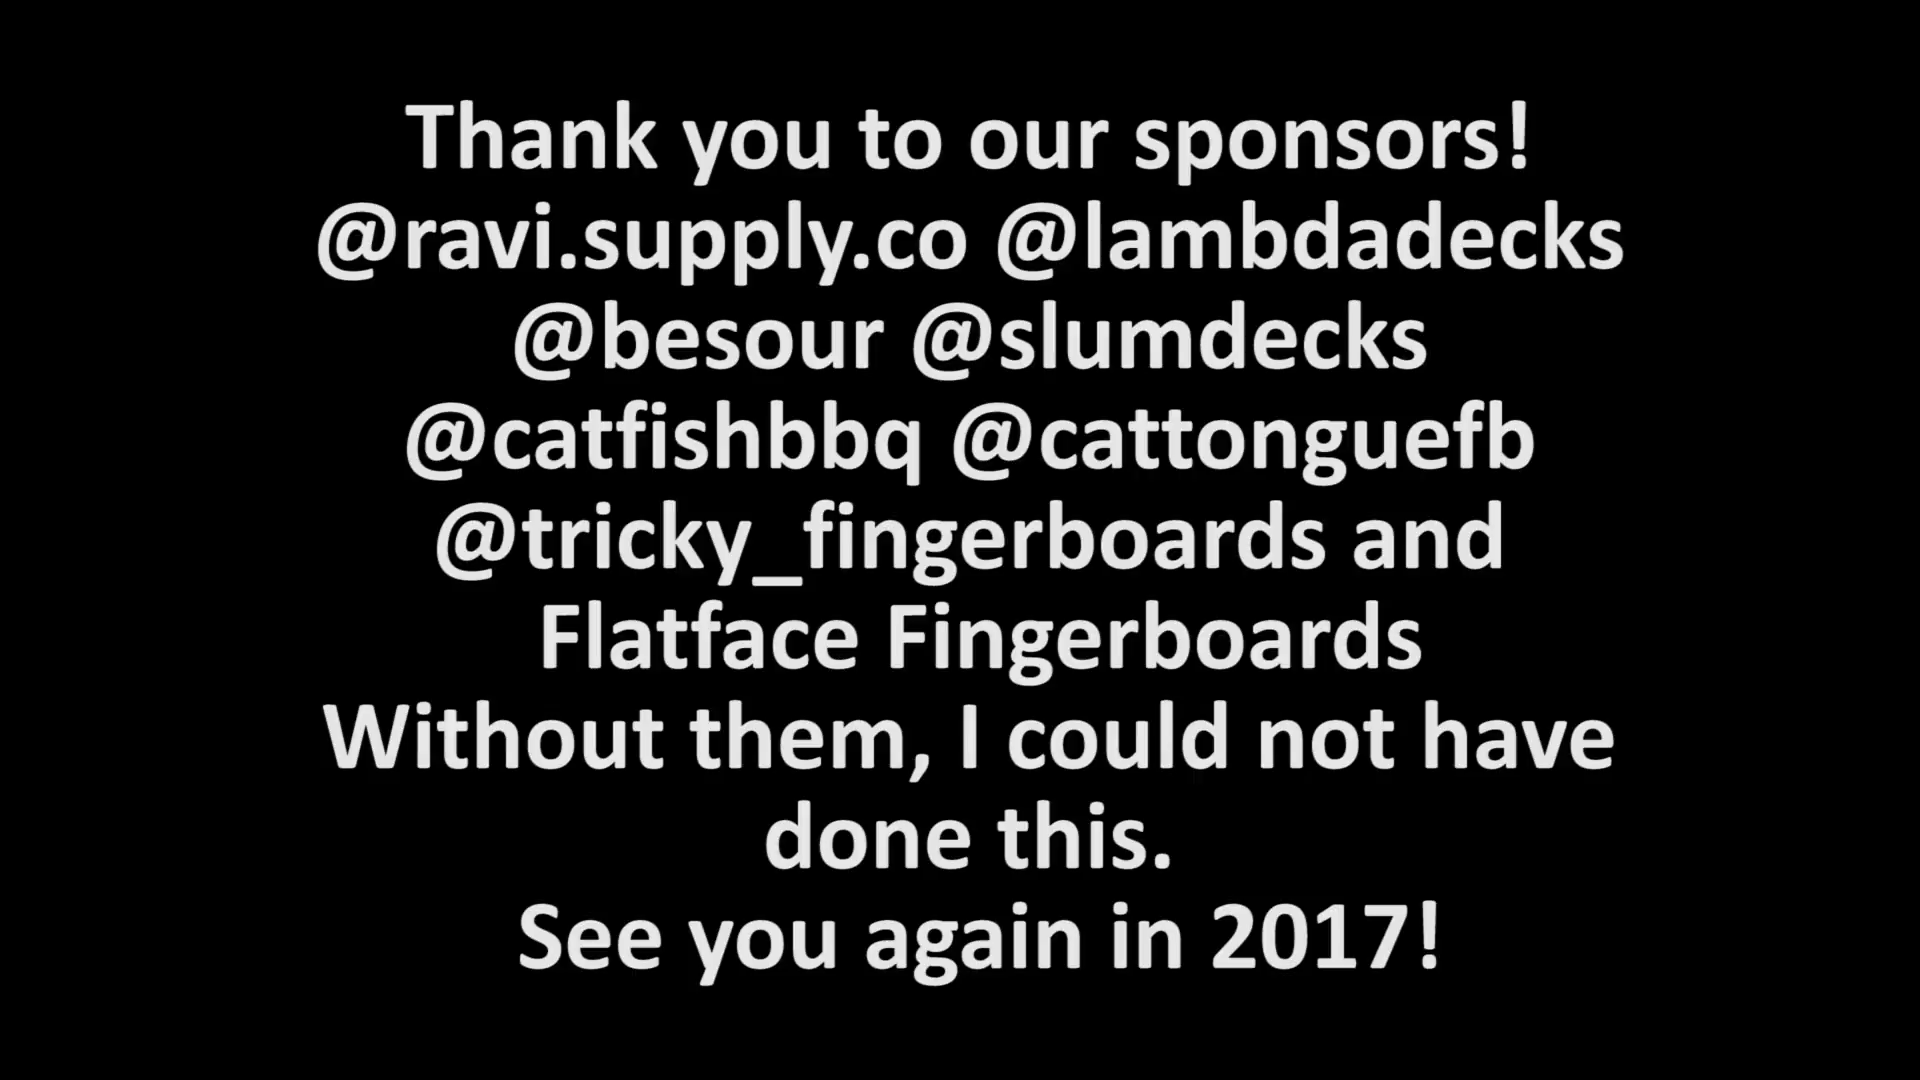 Thank you to our sponsors!
@ravi.supply.co @lambdadecks
@besour @slumdecks
@catfishbbq @cattonguefb
@tricky_fingerboards and
Flatface Fingerboards
Without them, I could not have
done this.
See you again in 2017!